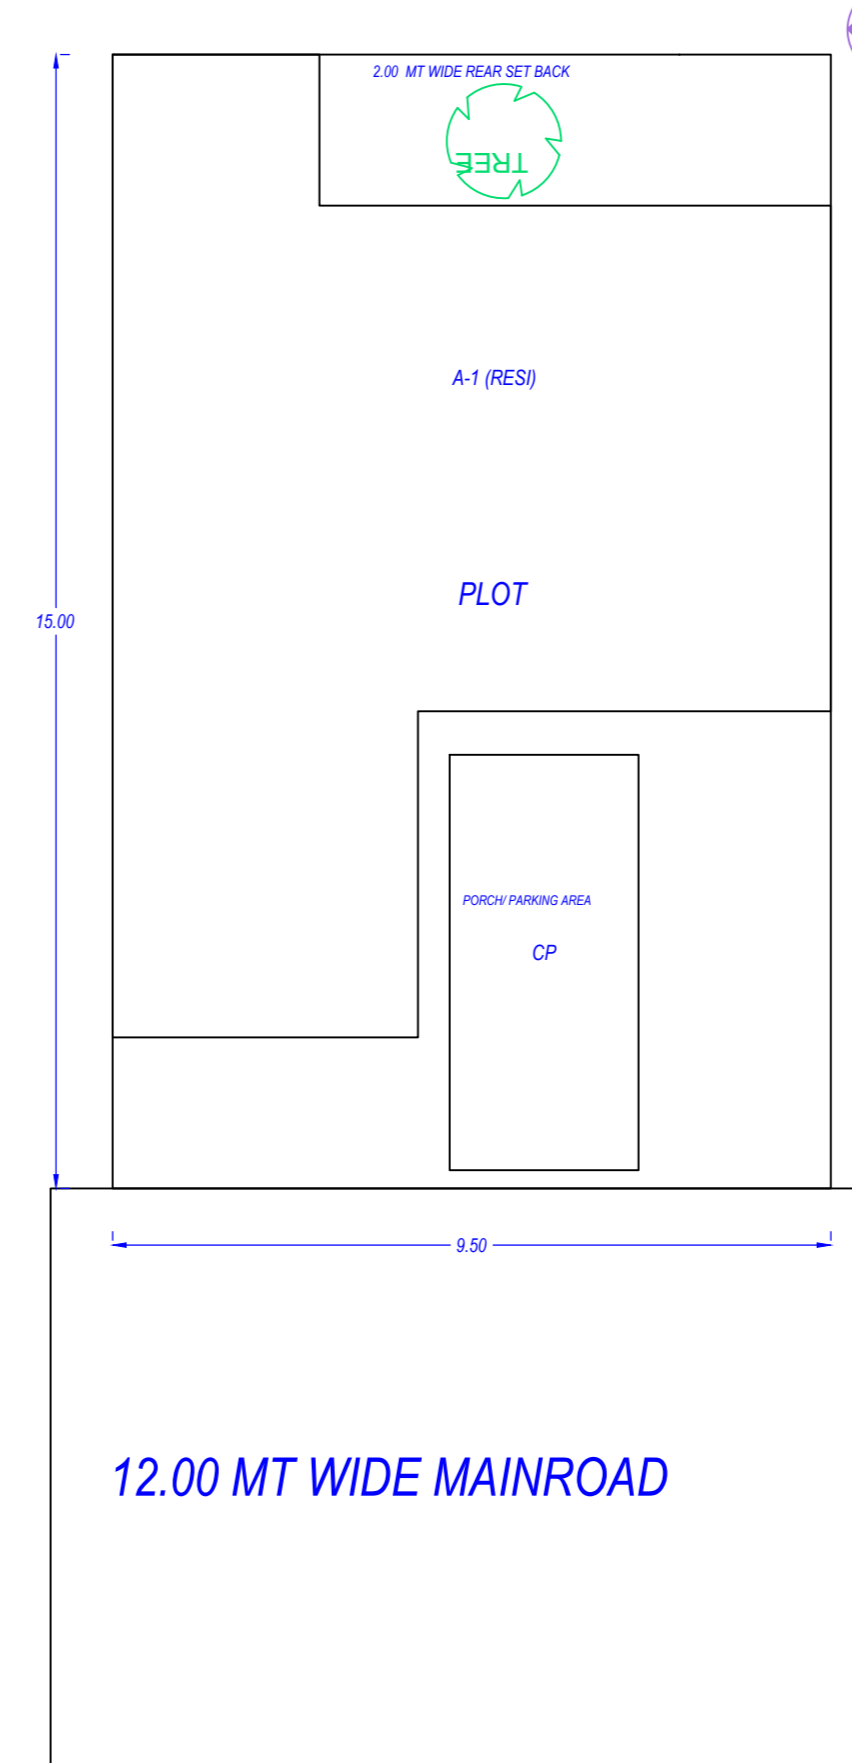 2.00 MT WIDE REAR SET BACK
TREE
A-1 (RESI)
PLOT
15.00
PORCH/ PARKING AREA
CP
9.50
12.00 MT WIDE MAINROAD